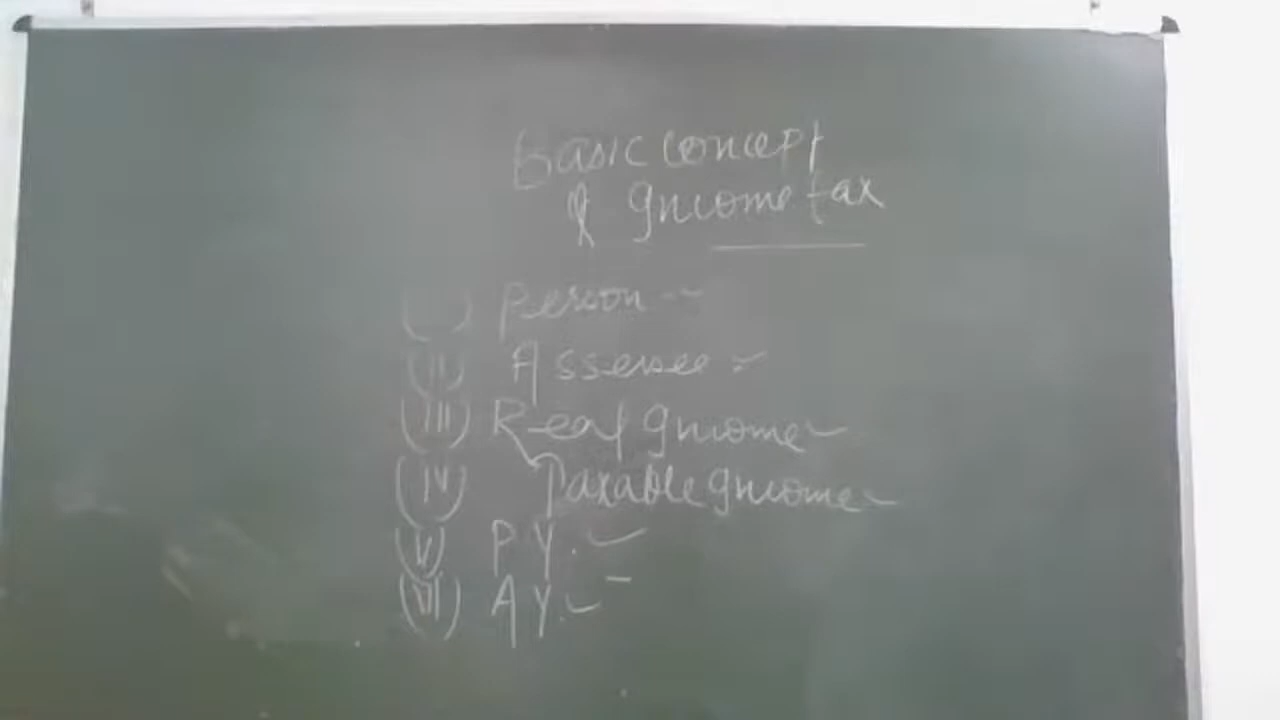 Basic concept
of Income tax
( ) Person -~
(II) Assessee ~
(III) Real Income -
(IV) Taxable Income -
(V) P Y. -
(VI) A Y. -